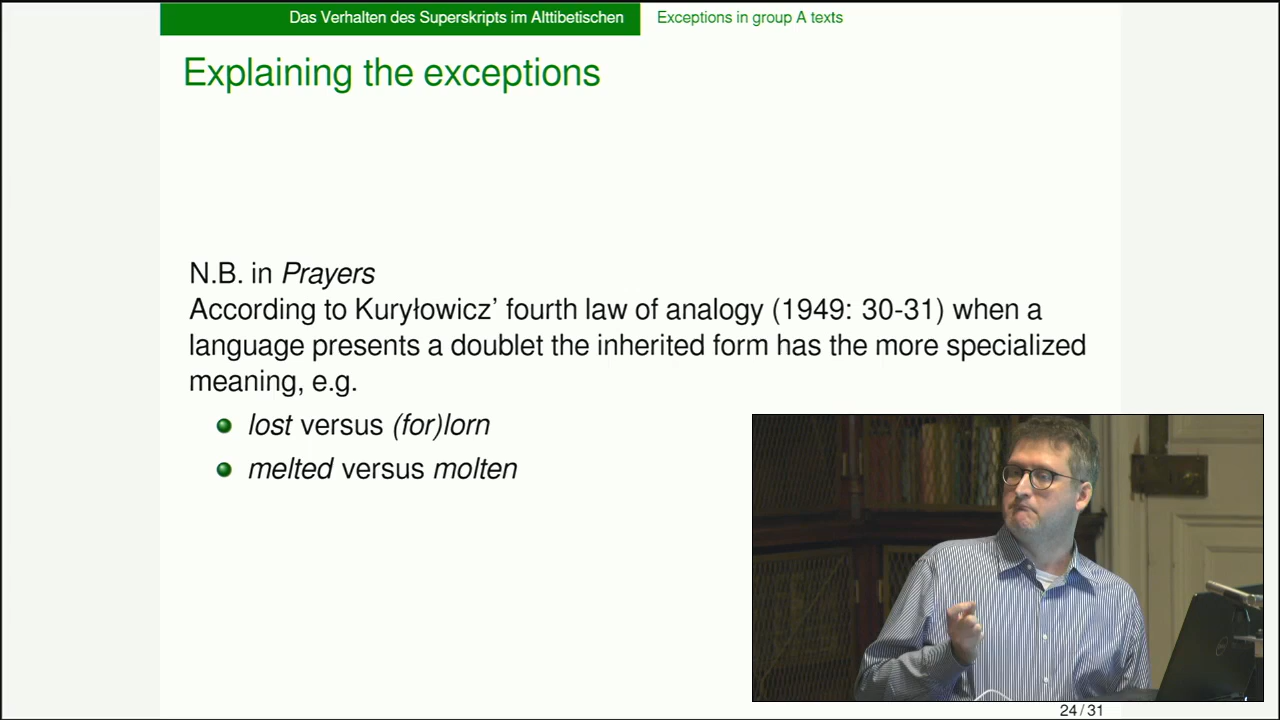 Das Verhalten des Superskripts im Alttibetischen
Exceptions in group A texts
Explaining the exceptions
N.B. in Prayers
According to Kuryłowicz’ fourth law of analogy (1949: 30-31) when a
language presents a doublet the inherited form has the more specialized
meaning, e.g.
lost versus (for)lorn
melted versus molten
24/31